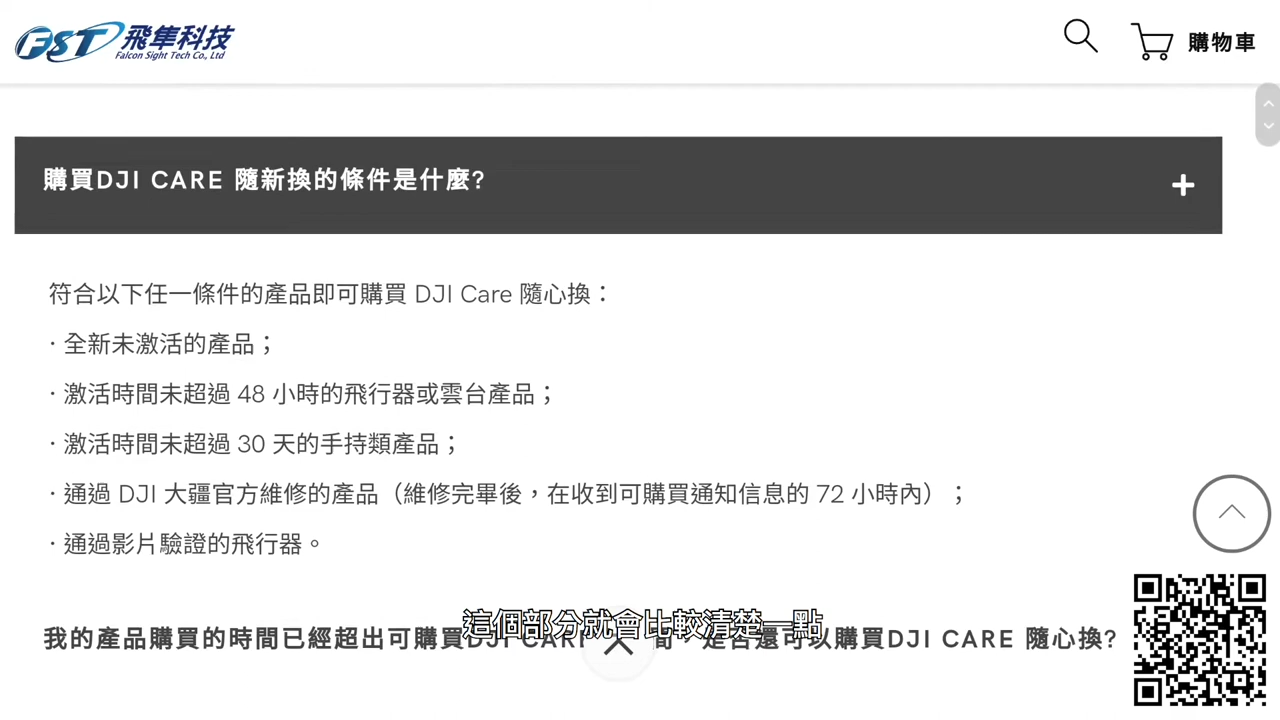 FST 飛隼科技
Falcon Sight Tech Co., Ltd
購物車
購買DJI CARE 隨新換的條件是什麼?
符合以下任一條件的產品即可購買 DJI Care 隨心換：
· 全新未激活的產品；
· 激活時間未超過 48 小時的飛行器或雲台產品；
· 激活時間未超過 30 天的手持類產品；
· 通過 DJI 大疆官方維修的產品（維修完畢後，在收到可購買通知信息的 72 小時內）；
· 通過影片驗證的飛行器。
這個部分就會比較清楚一點
我的產品購買的時間已經超出可購買DJI CAR 間，是否還可以購買DJI CARE 隨心換?